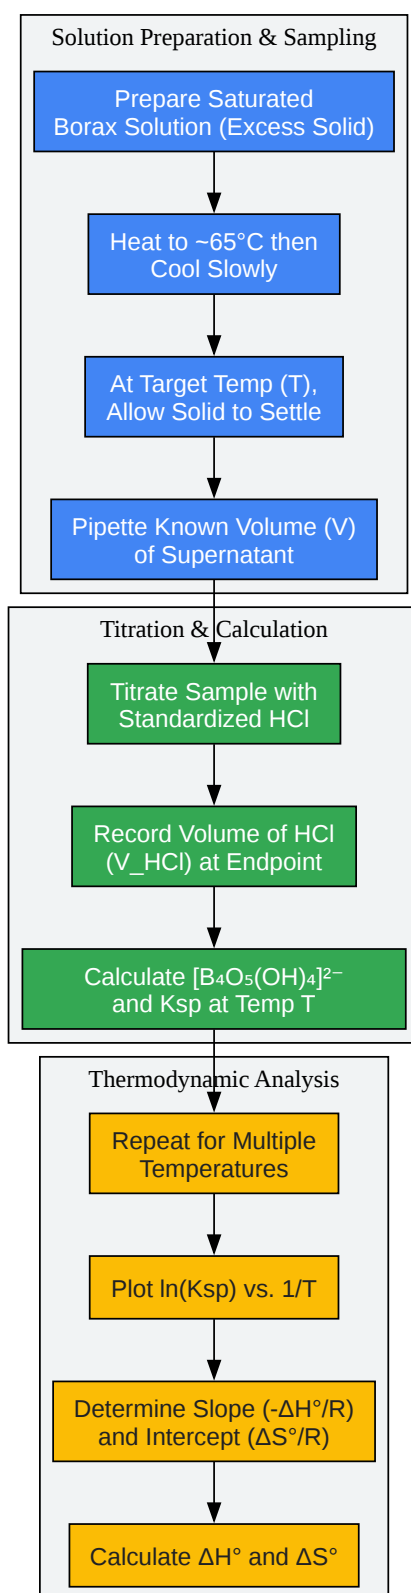 Solution Preparation & Sampling
Prepare Saturated
Borax Solution (Excess Solid)
Heat to ~65°C then
Cool Slowly
At Target Temp (T),
Allow Solid to Settle
Pipette Known Volume (V)
of Supernatant
Titration & Calculation
Titrate Sample with
Standardized HCl
Record Volume of HCl
(V_HCl) at Endpoint
Calculate [B₄O₅(OH)₄]²⁻
and Ksp at Temp T
Thermodynamic Analysis
Repeat for Multiple
Temperatures
Plot ln(Ksp) vs. 1/T
Determine Slope (-ΔH°/R)
and Intercept (ΔS°/R)
Calculate ΔH° and ΔS°